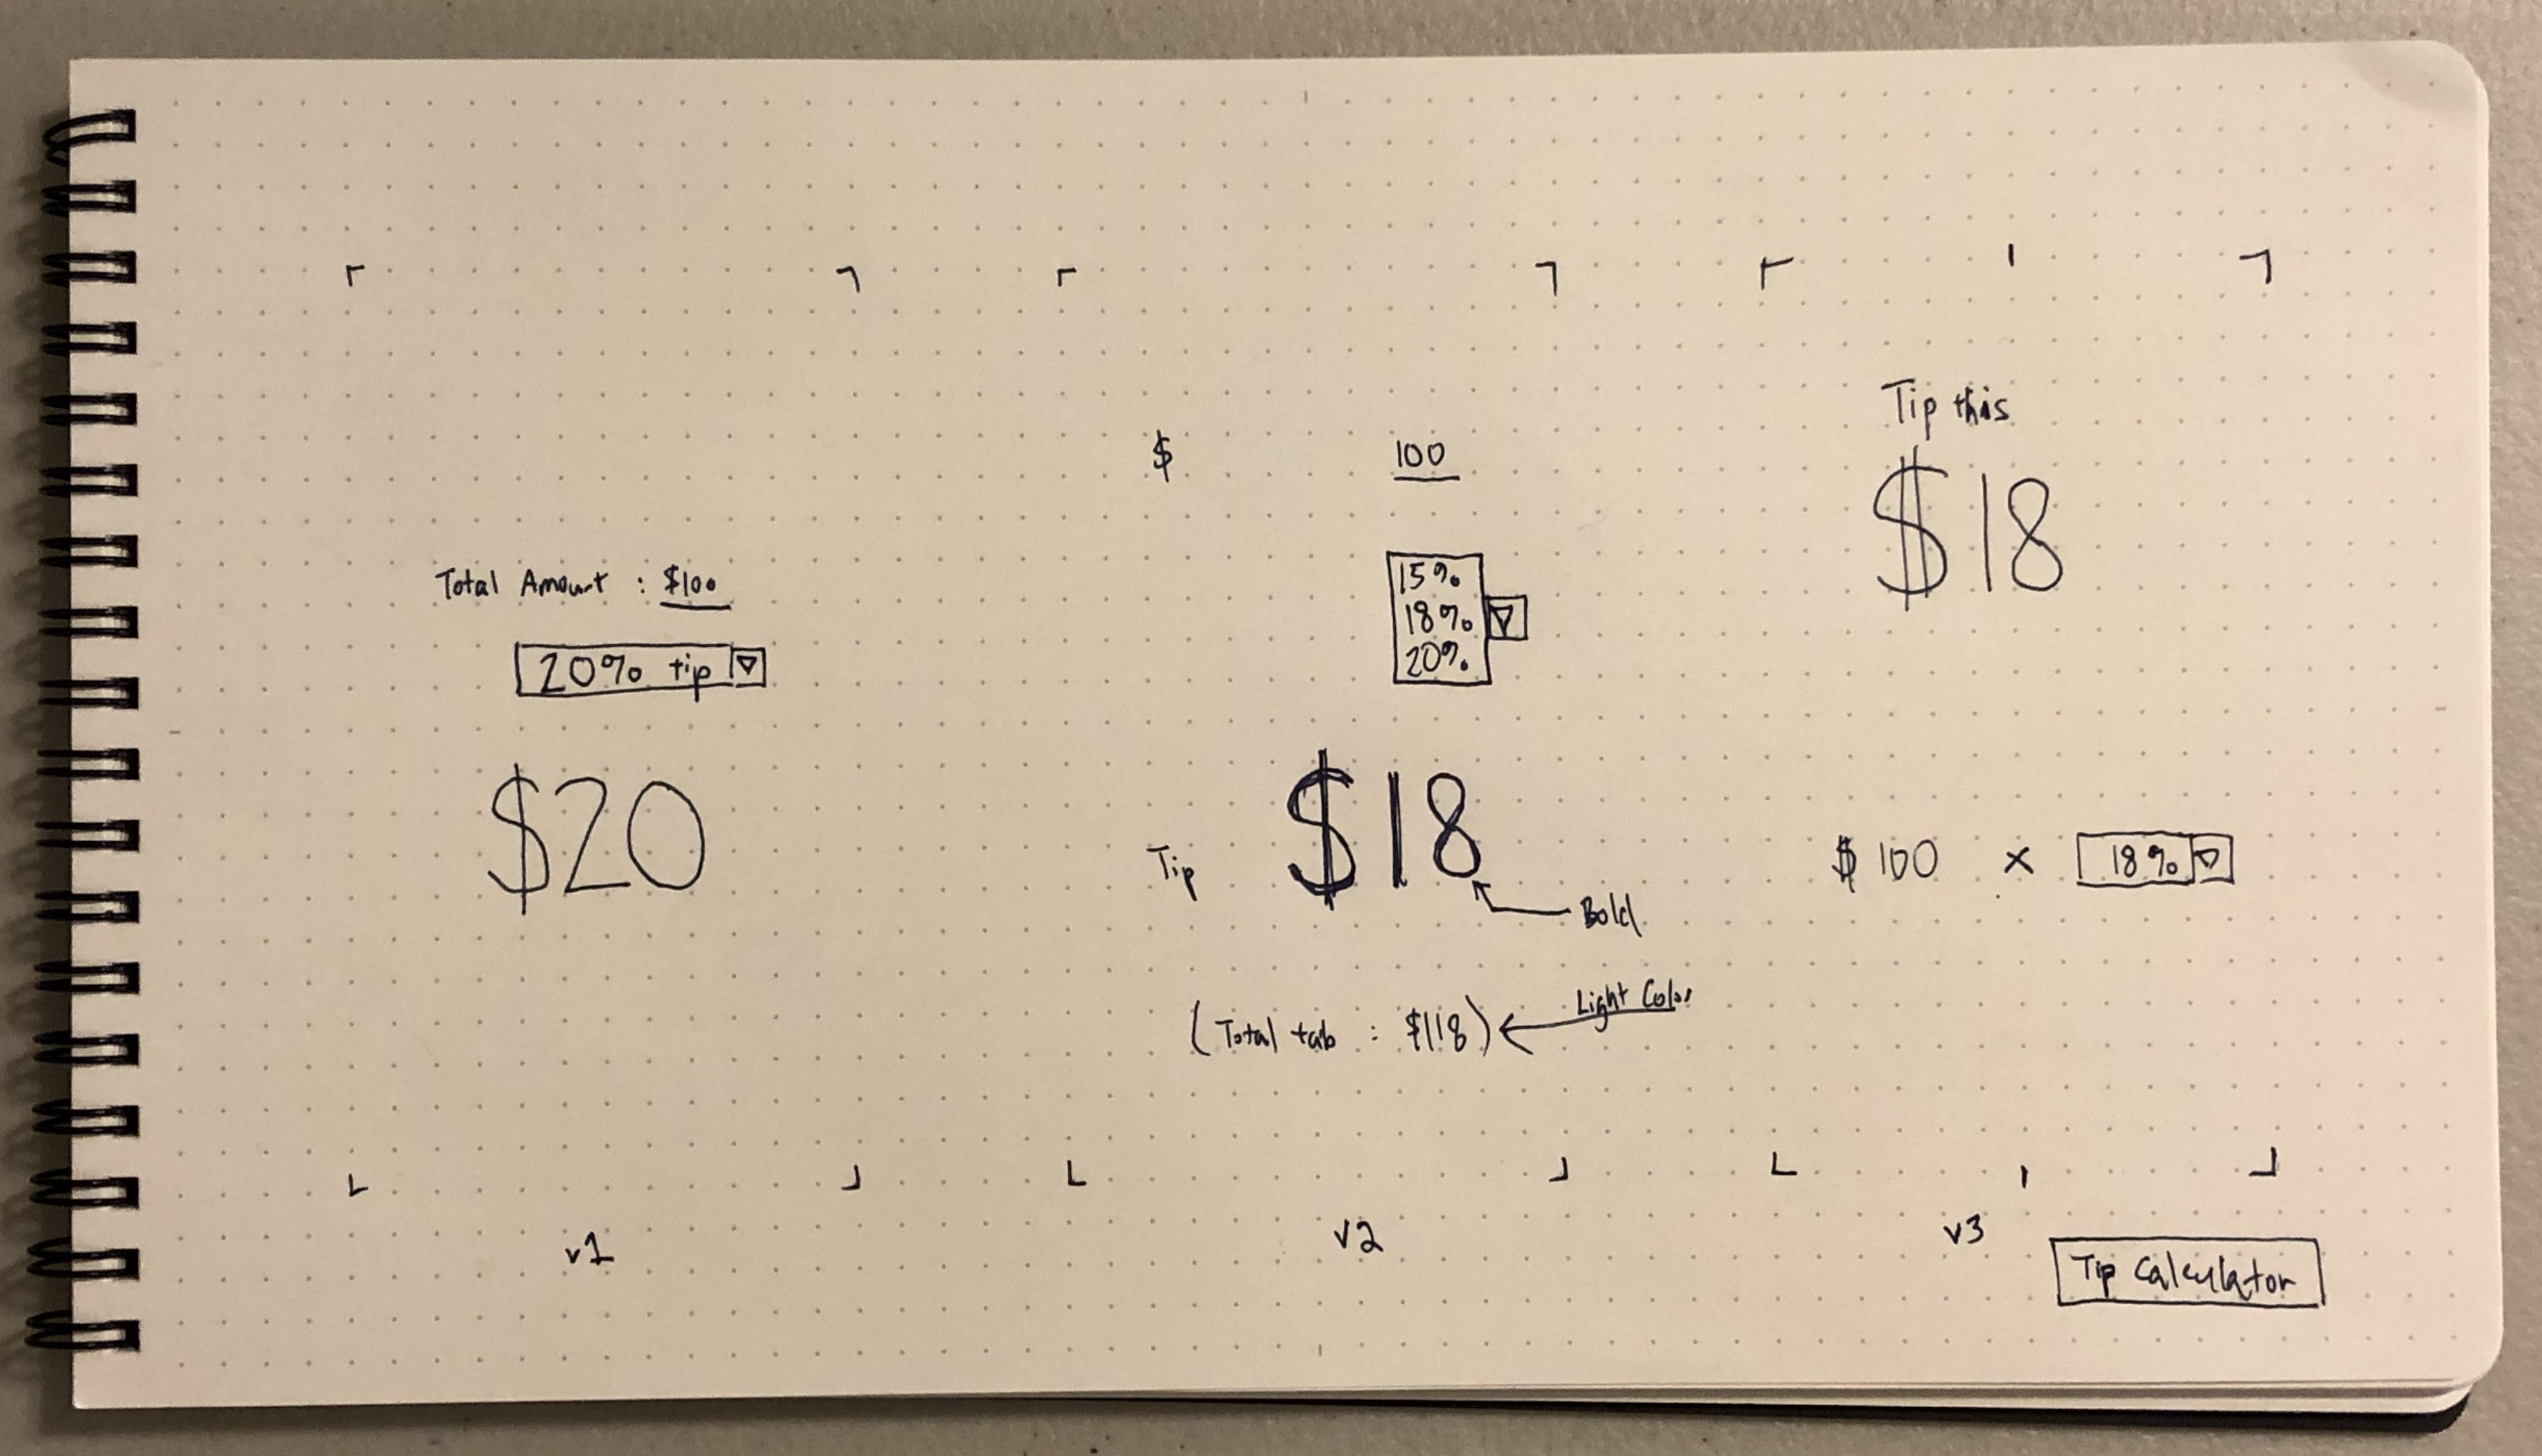 Total Amount : $100
20% tip
$20
v1
$ 100
15%
18%
20%
Tip $18
Bold
Light Color
(Total tab : $118)
v2
Tip this
$18
$100 x 18%
v3
Tip Calculator